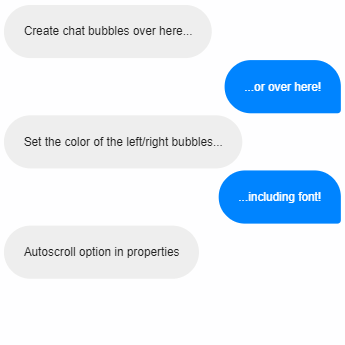 Create chat bubbles over here...
...or over here!
Set the color of the left/right bubbles...
...including font!
Autoscroll option in properties